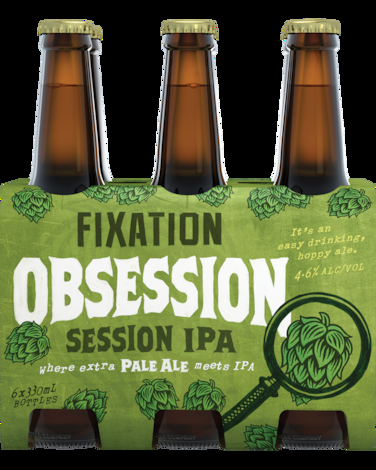 FIXATION
OBSESSION
SESSION IPA
where extra PALE ALE meets IPA
It's an
easy drinking,
hoppy ale.
4.6% ALC/VOL
6x330mL
BOTTLES